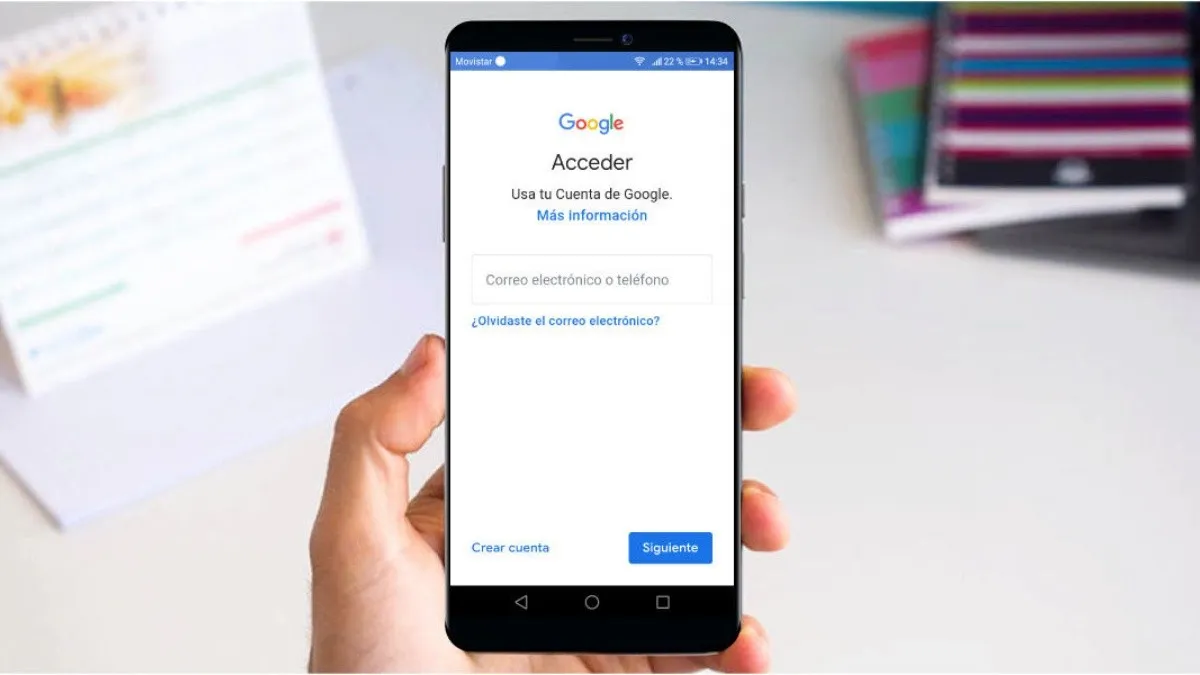 Movistar 22 % 14:34
Google
Acceder
Usa tu Cuenta de Google.
Más información
Correo electrónico o teléfono
¿Olvidaste el correo electrónico?
Crear cuenta
Siguiente